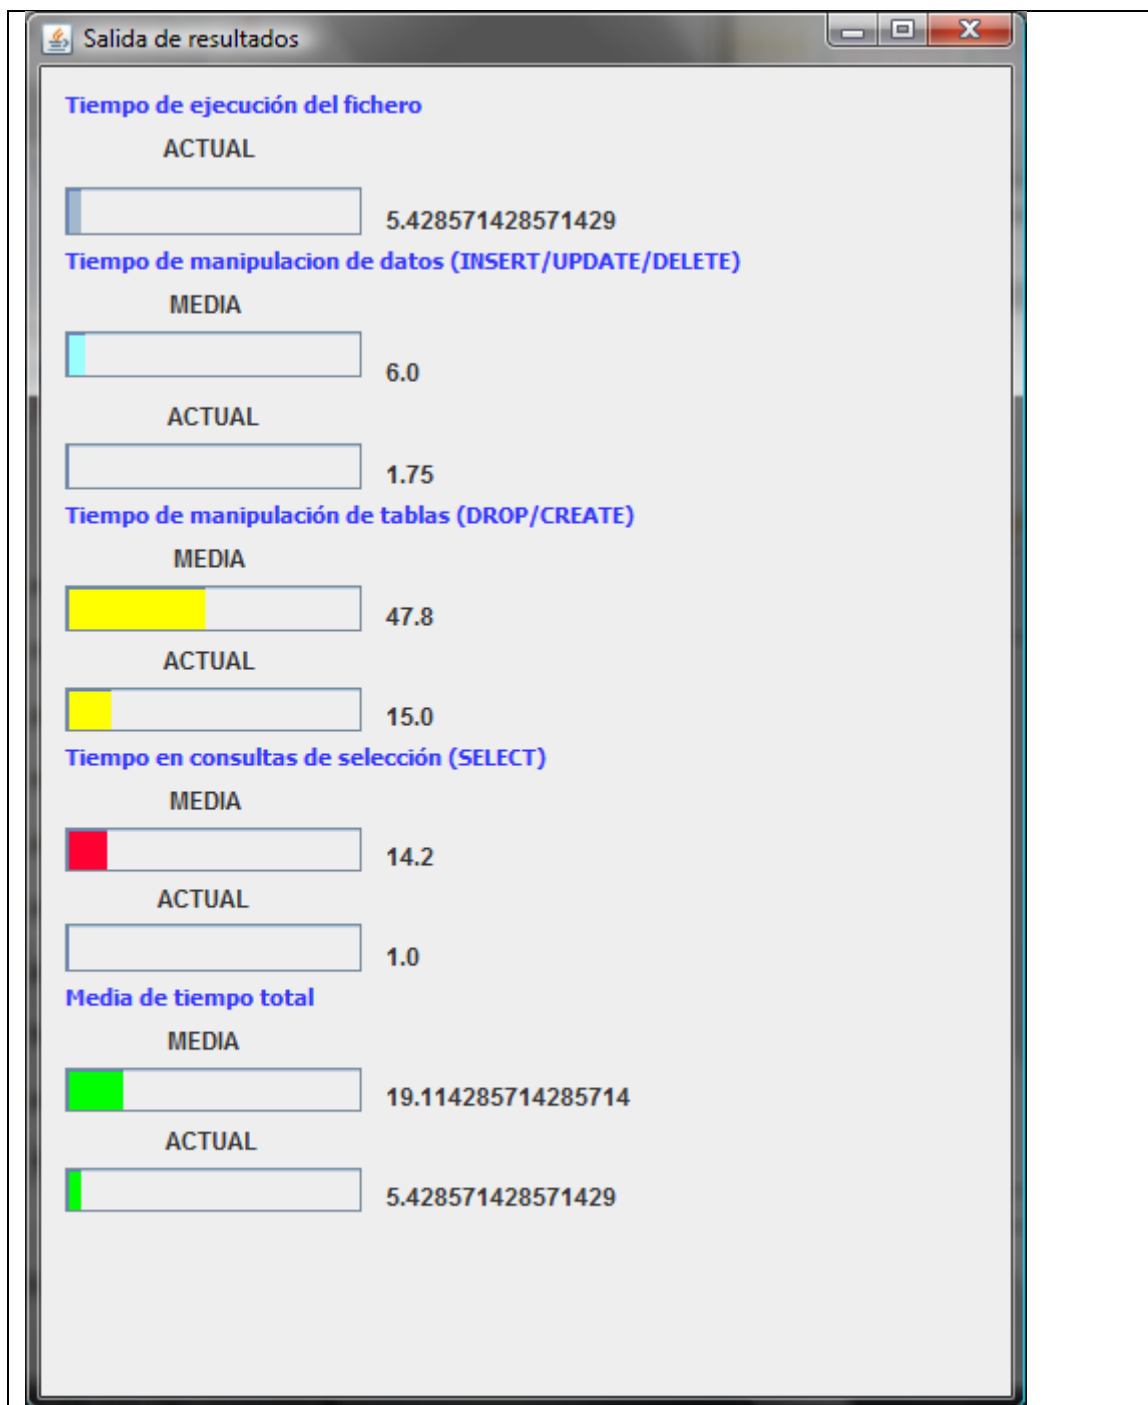 Salida de resultados
Tiempo de ejecución del fichero
ACTUAL
5.428571428571429
Tiempo de manipulacion de datos (INSERT/UPDATE/DELETE)
MEDIA
6.0
ACTUAL
1.75
Tiempo de manipulación de tablas (DROP/CREATE)
MEDIA
47.8
ACTUAL
15.0
Tiempo en consultas de selección (SELECT)
MEDIA
14.2
ACTUAL
1.0
Media de tiempo total
MEDIA
19.114285714285714
ACTUAL
5.428571428571429